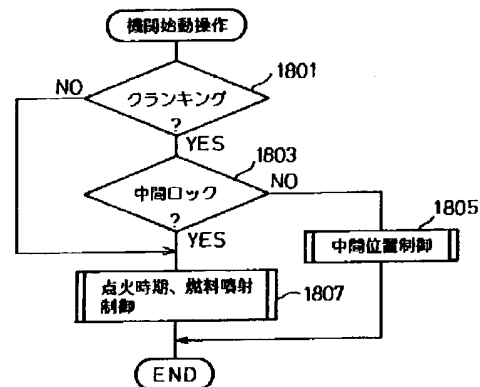 機関始動操作
1801
NO
クランキング
?
YES
1803
中間ロック
NO
?
YES
1805
中間位置制御
点火時期、燃料噴射
制御
1807
END